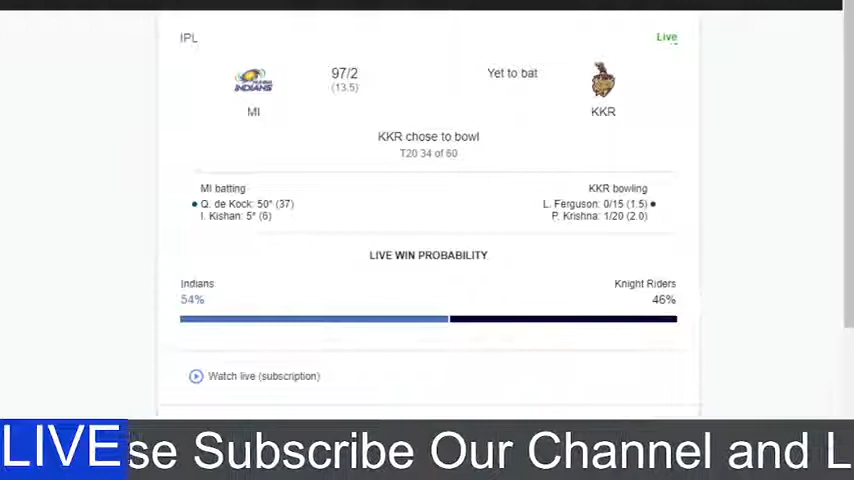 IPL
Live
97/2
(13.5)
Yet to bat
MUMBAI
INDIANS
MI
KKR
KKR chose to bowl
T20 34 of 60
MI batting
KKR bowling
Q. de Kock: 50* (37)
L. Ferguson: 0/15 (1.5)
I. Kishan: 5* (6)
P. Krishna: 1/20 (2.0)
LIVE WIN PROBABILITY
Indians
Knight Riders
54%
46%
Watch live (subscription)
LIVE
se Subscribe Our Channel and L